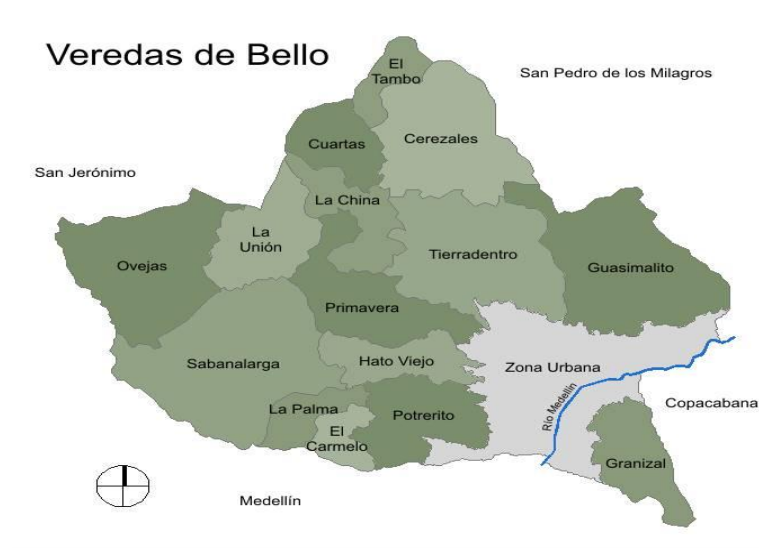 Veredas de Bello
El
Tambo
San Pedro de los Milagros
Cuartas
Cerezales
San Jerónimo
La China
La
Unión
Tierradentro
Ovejas
Guasimalito
Primavera
Sabanalarga
Hato Viejo
Zona Urbana
Río Medellín
La Palma
Potrerito
Copacabana
El
Carmelo
Granizal
Medellín